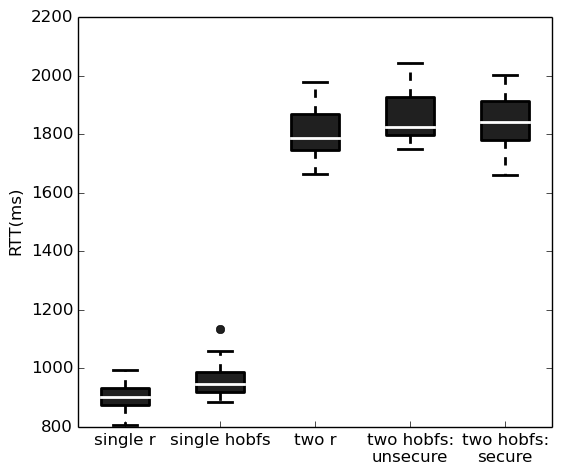 2200
2000
1800
1600
1400
1200
1000
800
RTT(ms)
single r
single hobfs
two r
two hobfs:
unsecure
two hobfs:
secure